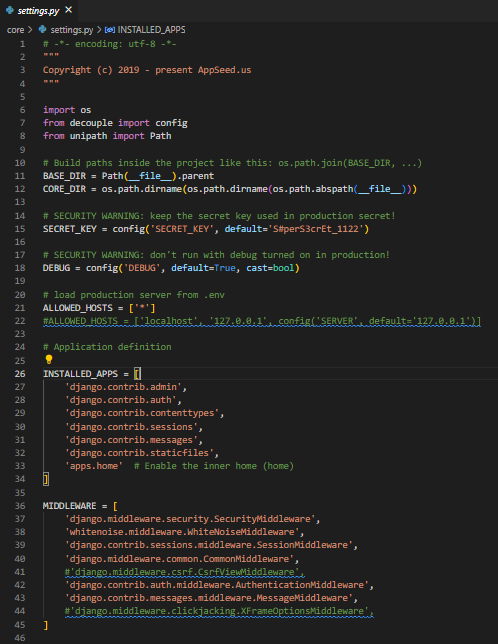 settings.py ×
core > settings.py > [@] INSTALLED_APPS
1 # -*- encoding: utf-8 -*-
2 """
3 Copyright (c) 2019 - present AppSeed.us
4 """
5
6 import os
7 from decouple import config
8 from unipath import Path
9
10 # Build paths inside the project like this: os.path.join(BASE_DIR, ...)
11 BASE_DIR = Path(__file__).parent
12 CORE_DIR = os.path.dirname(os.path.dirname(os.path.abspath(__file__)))
13
14 # SECURITY WARNING: keep the secret key used in production secret!
15 SECRET_KEY = config('SECRET_KEY', default='S#perS3crEt_1122')
16
17 # SECURITY WARNING: don't run with debug turned on in production!
18 DEBUG = config('DEBUG', default=True, cast=bool)
19
20 # load production server from .env
21 ALLOWED_HOSTS = ['*']
22 #ALLOWED_HOSTS = ['localhost', '127.0.0.1', config('SERVER', default='127.0.0.1')]
23
24 # Application definition
25
26 INSTALLED_APPS = [
27 'django.contrib.admin',
28 'django.contrib.auth',
29 'django.contrib.contenttypes',
30 'django.contrib.sessions',
31 'django.contrib.messages',
32 'django.contrib.staticfiles',
33 'apps.home' # Enable the inner home (home)
34 ]
35
36 MIDDLEWARE = [
37 'django.middleware.security.SecurityMiddleware',
38 'whitenoise.middleware.WhiteNoiseMiddleware',
39 'django.contrib.sessions.middleware.SessionMiddleware',
40 'django.middleware.common.CommonMiddleware',
41 #'django.middleware.csrf.CsrfViewMiddleware',
42 'django.contrib.auth.middleware.AuthenticationMiddleware',
43 'django.contrib.messages.middleware.MessageMiddleware',
44 #'django.middleware.clickjacking.XFrameOptionsMiddleware',
45 ]
46